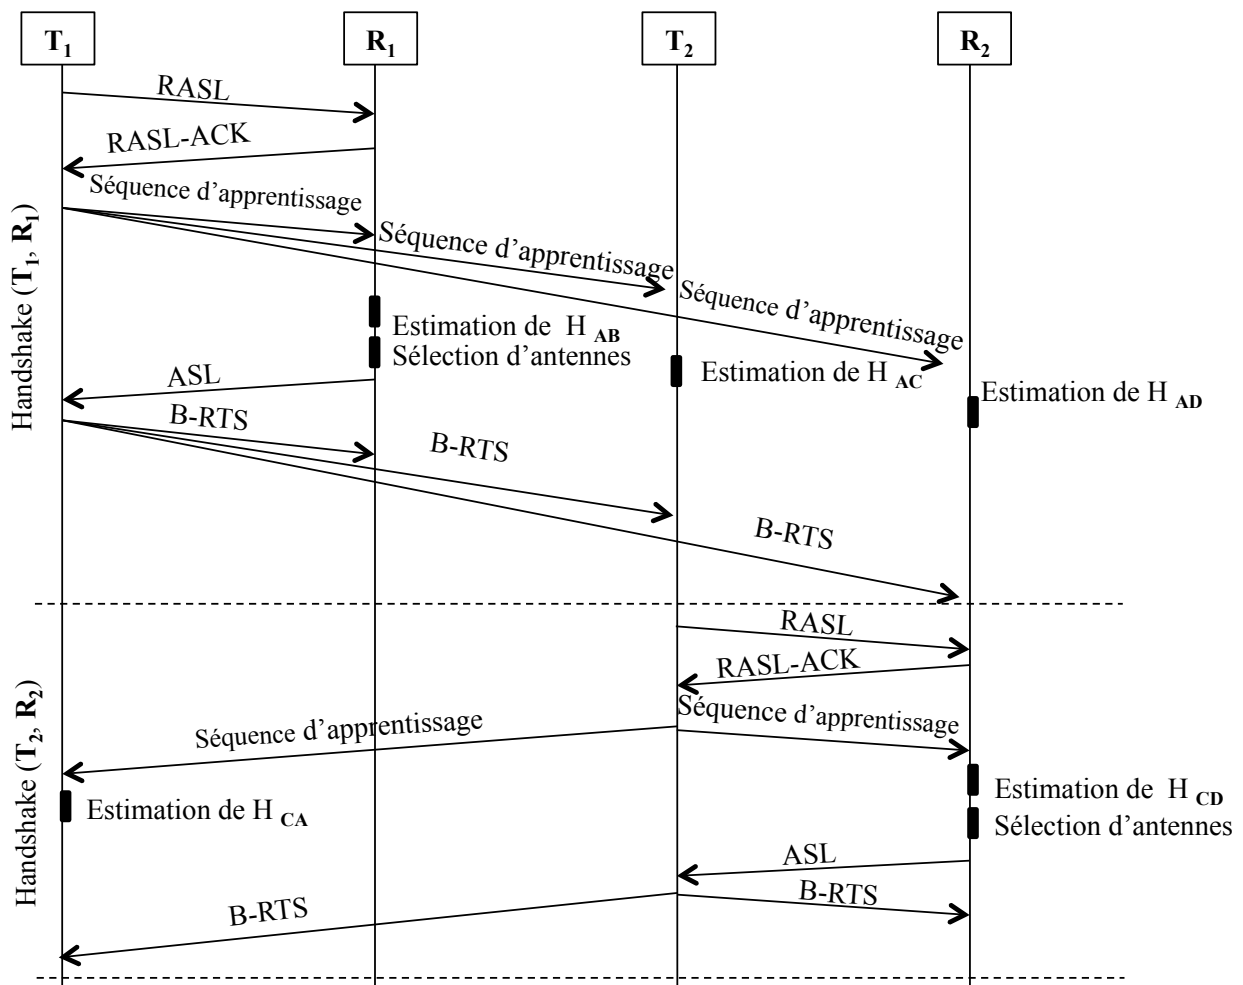 T1 R1 T2 R2
RASL
RASL-ACK
Séquence d'apprentissage
Séquence d'apprentissage
Séquence d'apprentissage
Handshake (T1, R1)
Estimation de H AB
Sélection d'antennes
Estimation de H AC
Estimation de H AD
ASL
B-RTS
B-RTS
B-RTS
RASL
RASL-ACK
Séquence d'apprentissage
Séquence d'apprentissage
Handshake (T2, R2)
Estimation de H CA
Estimation de H CD
Sélection d'antennes
ASL
B-RTS
B-RTS